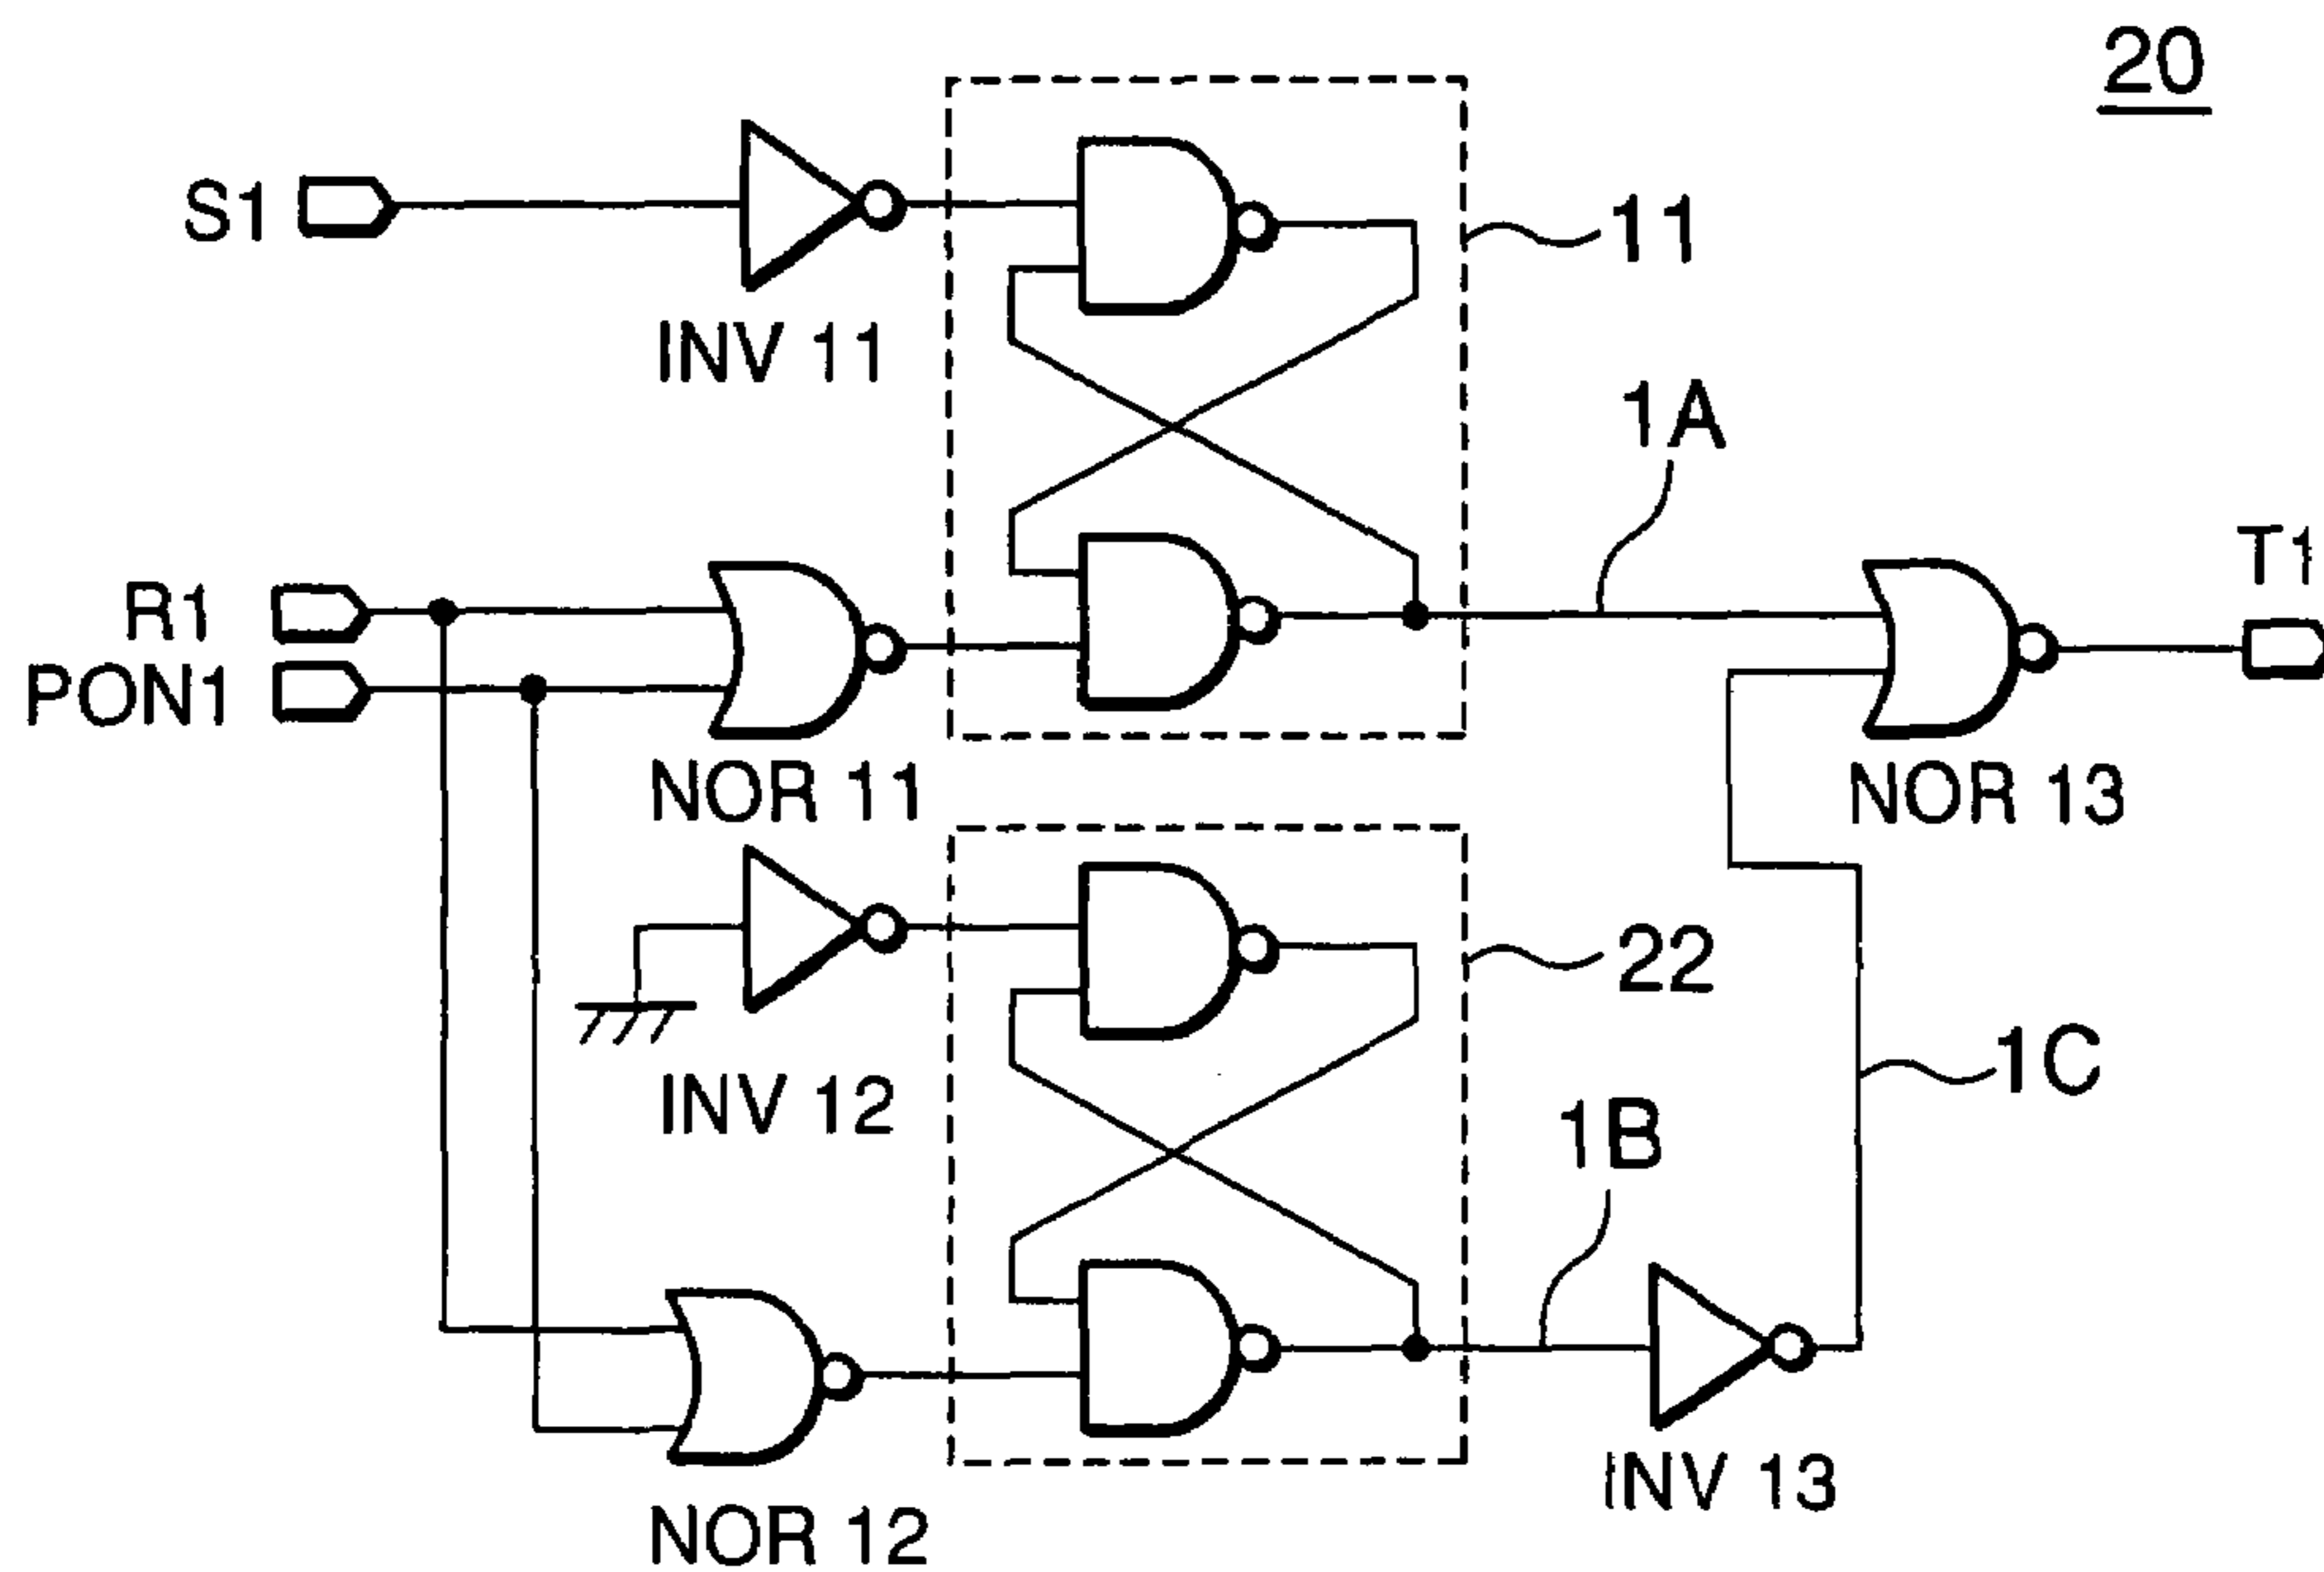 20
S1
INV 11
11
1A
R1
PON1
NOR 11
T1
NOR 13
INV 12
22
1C
1B
NOR 12
INV 13